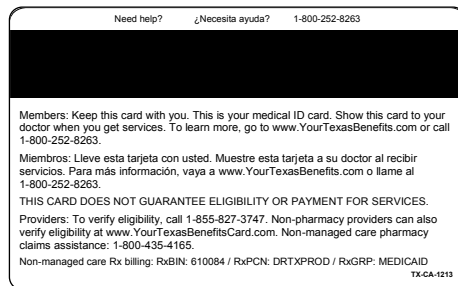 Need help? ¿Necesita ayuda? 1-800-252-8263
Members: Keep this card with you. This is your medical ID card. Show this card to your
doctor when you get services. To learn more, go to www.YourTexasBenefits.com or call
1-800-252-8263.
Miembros: Lleve esta tarjeta con usted. Muestre esta tarjeta a su doctor al recibir
servicios. Para más información, vaya a www.YourTexasBenefits.com o llame al
1-800-252-8263.
THIS CARD DOES NOT GUARANTEE ELIGIBILITY OR PAYMENT FOR SERVICES.
Providers: To verify eligibility, call 1-855-827-3747. Non-pharmacy providers can also
verify eligibility at www.YourTexasBenefitsCard.com. Non-managed care pharmacy
claims assistance: 1-800-435-4165.
Non-managed care Rx billing: RxBIN: 610084 / RxPCN: DRTXPROD / RxGRP: MEDICAID
TX-CA-1213